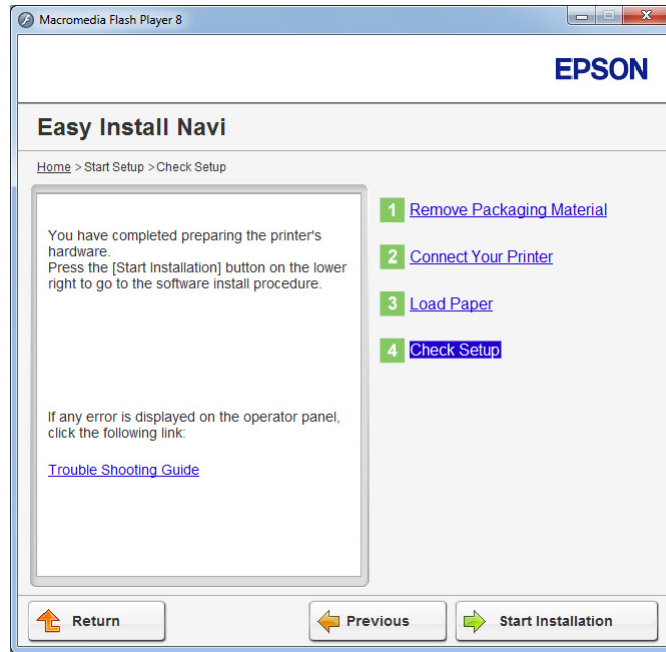 Macromedia Flash Player 8
EPSON
Easy Install Navi
Home > Start Setup >Check Setup
You have completed preparing the printer's
hardware.
Press the [Start Installation] button on the lower
right to go to the software install procedure.
If any error is displayed on the operator panel,
click the following link:
Trouble Shooting Guide
1 Remove Packaging Material
2 Connect Your Printer
3 Load Paper
4 Check Setup
Return
Previous
Start Installation